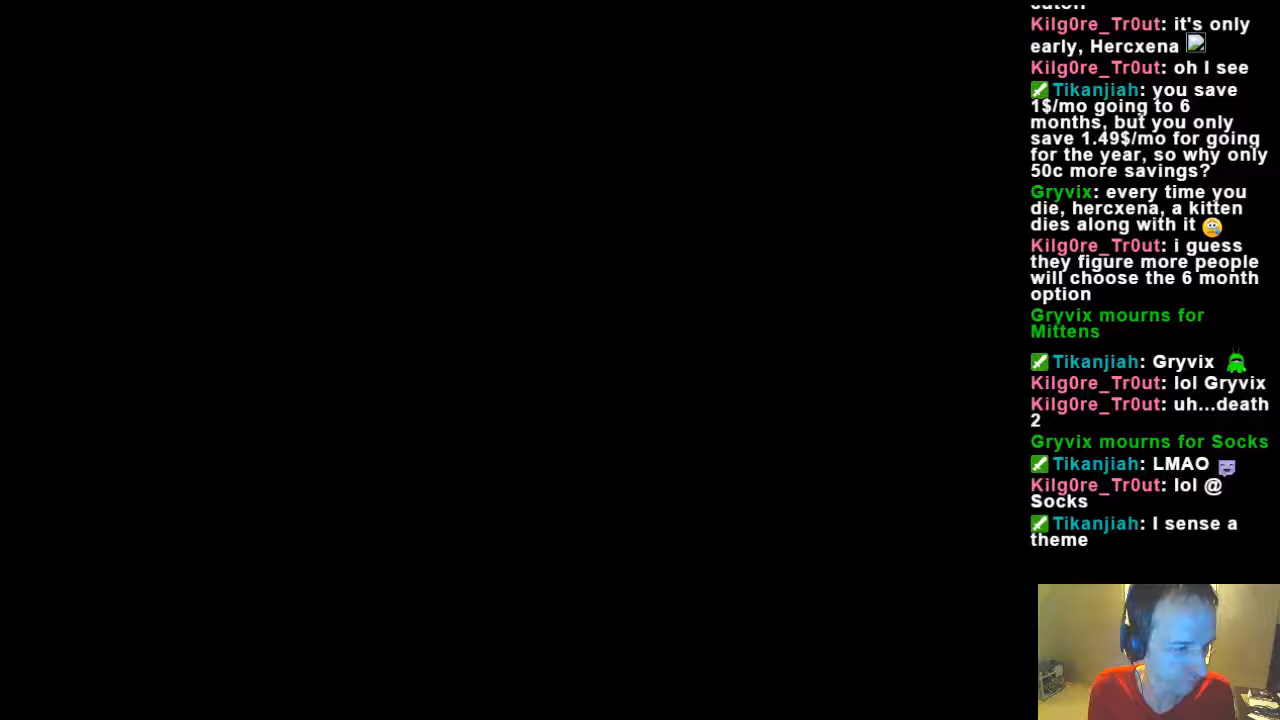 Kilg0re_Tr0ut: it's only
early, Hercxena
Kilg0re_Tr0ut: oh I see
Tikanjiah: you save
1$/mo going to 6
months, but you only
save 1.49$/mo for going
for the year, so why only
50c more savings?
Gryvix: every time you
die, hercxena, a kitten
dies along with it
Kilg0re_Tr0ut: i guess
they figure more people
will choose the 6 month
option
Gryvix mourns for
Mittens
Tikanjiah: Gryvix
Kilg0re_Tr0ut: lol Gryvix
Kilg0re_Tr0ut: uh...death
2
Gryvix mourns for Socks
Tikanjiah: LMAO
Kilg0re_Tr0ut: lol @
Socks
Tikanjiah: I sense a
theme